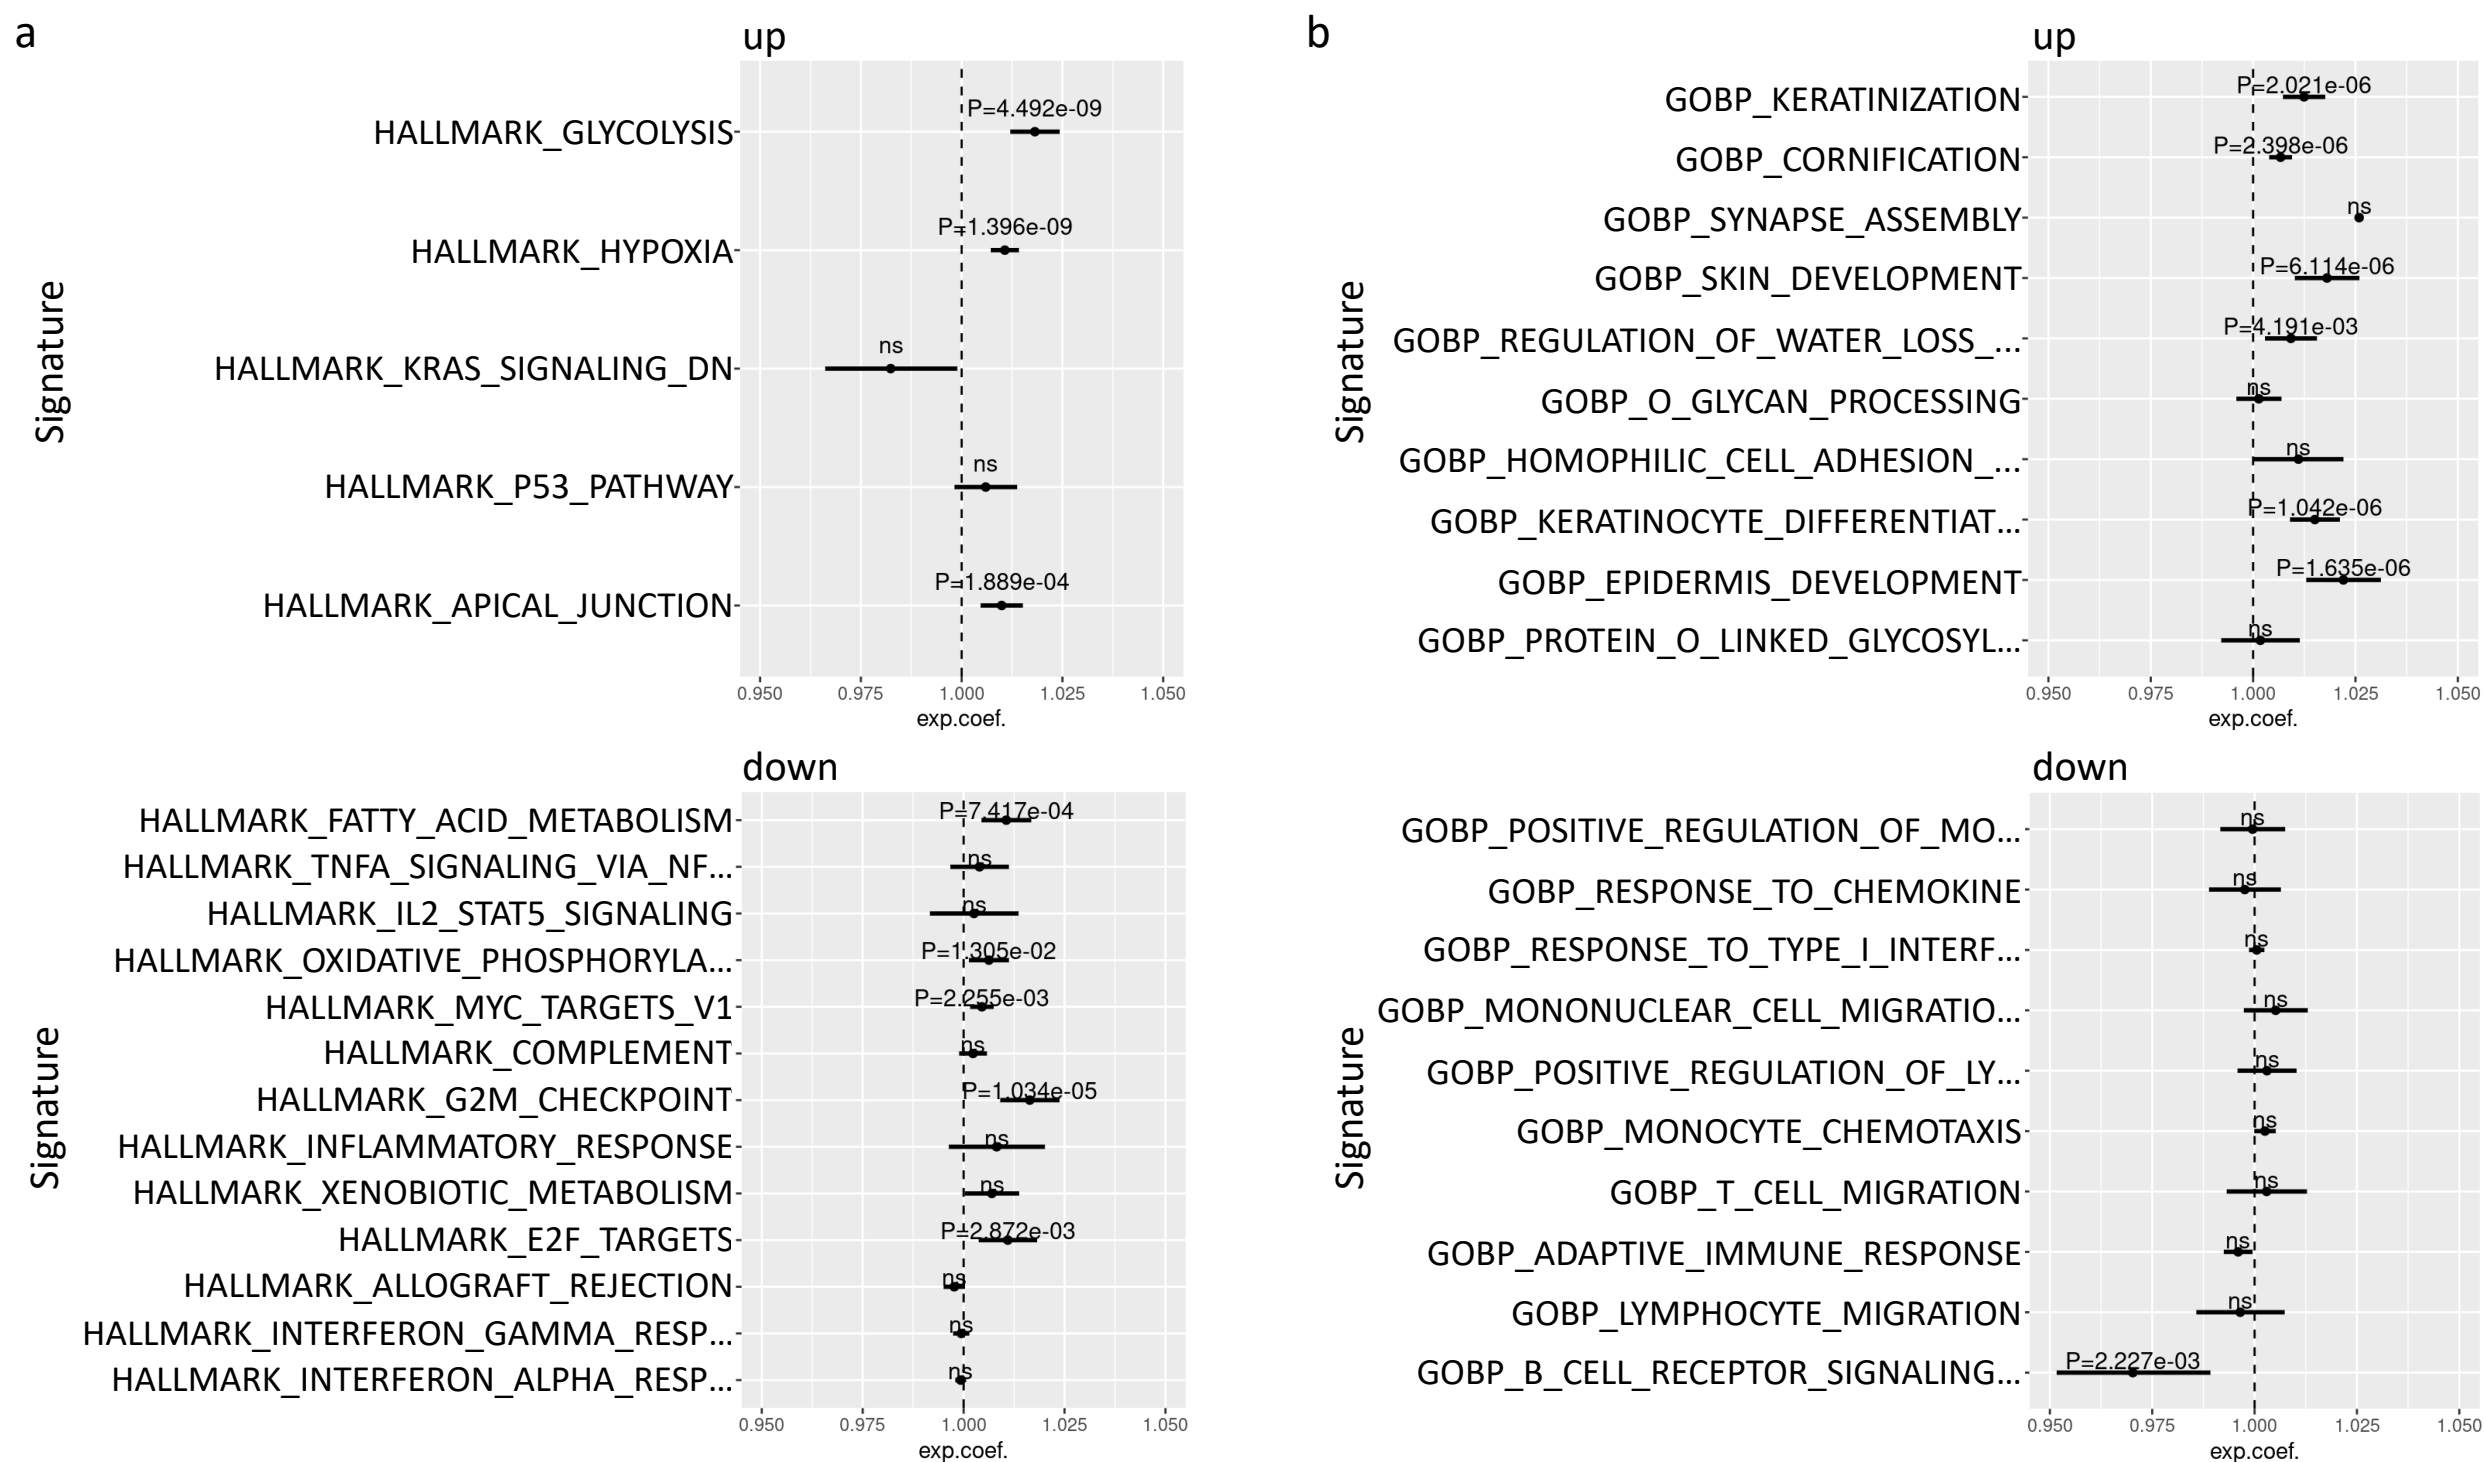 a
up
Signature
HALLMARK_GLYCOLYSIS
P=4.492e-09
HALLMARK_HYPOXIA
P=1.396e-09
HALLMARK_KRAS_SIGNALING_DN
ns
HALLMARK_P53_PATHWAY
ns
HALLMARK_APICAL_JUNCTION
P=1.889e-04
0.950 0.975 1.000 1.025 1.050
exp.coef.
down
Signature
HALLMARK_FATTY_ACID_METABOLISM
P=7.417e-04
HALLMARK_TNFA_SIGNALING_VIA_NF...
ns
HALLMARK_IL2_STAT5_SIGNALING
ns
HALLMARK_OXIDATIVE_PHOSPHORYLA...
P=1.305e-02
HALLMARK_MYC_TARGETS_V1
P=2.255e-03
HALLMARK_COMPLEMENT
ns
HALLMARK_G2M_CHECKPOINT
P=1.034e-05
HALLMARK_INFLAMMATORY_RESPONSE
ns
HALLMARK_XENOBIOTIC_METABOLISM
ns
HALLMARK_E2F_TARGETS
P=2.872e-03
HALLMARK_ALLOGRAFT_REJECTION
ns
HALLMARK_INTERFERON_GAMMA_RESP...
ns
HALLMARK_INTERFERON_ALPHA_RESP...
ns
0.950 0.975 1.000 1.025 1.050
exp.coef.
b
up
Signature
GOBP_KERATINIZATION
P=2.021e-06
GOBP_CORNIFICATION
P=2.398e-06
GOBP_SYNAPSE_ASSEMBLY
ns
GOBP_SKIN_DEVELOPMENT
P=6.114e-06
GOBP_REGULATION_OF_WATER_LOSS_...
P=4.191e-03
GOBP_O_GLYCAN_PROCESSING
ns
GOBP_HOMOPHILIC_CELL_ADHESION_...
ns
GOBP_KERATINOCYTE_DIFFERENTIAT...
P=1.042e-06
GOBP_EPIDERMIS_DEVELOPMENT
P=1.635e-06
GOBP_PROTEIN_O_LINKED_GLYCOSYL...
ns
0.950 0.975 1.000 1.025 1.050
exp.coef.
down
Signature
GOBP_POSITIVE_REGULATION_OF_MO...
ns
GOBP_RESPONSE_TO_CHEMOKINE
ns
GOBP_RESPONSE_TO_TYPE_I_INTERF...
ns
GOBP_MONONUCLEAR_CELL_MIGRATIO...
ns
GOBP_POSITIVE_REGULATION_OF_LY...
ns
GOBP_MONOCYTE_CHEMOTAXIS
ns
GOBP_T_CELL_MIGRATION
ns
GOBP_ADAPTIVE_IMMUNE_RESPONSE
ns
GOBP_LYMPHOCYTE_MIGRATION
ns
GOBP_B_CELL_RECEPTOR_SIGNALING...
P=2.227e-03
0.950 0.975 1.000 1.025 1.050
exp.coef.